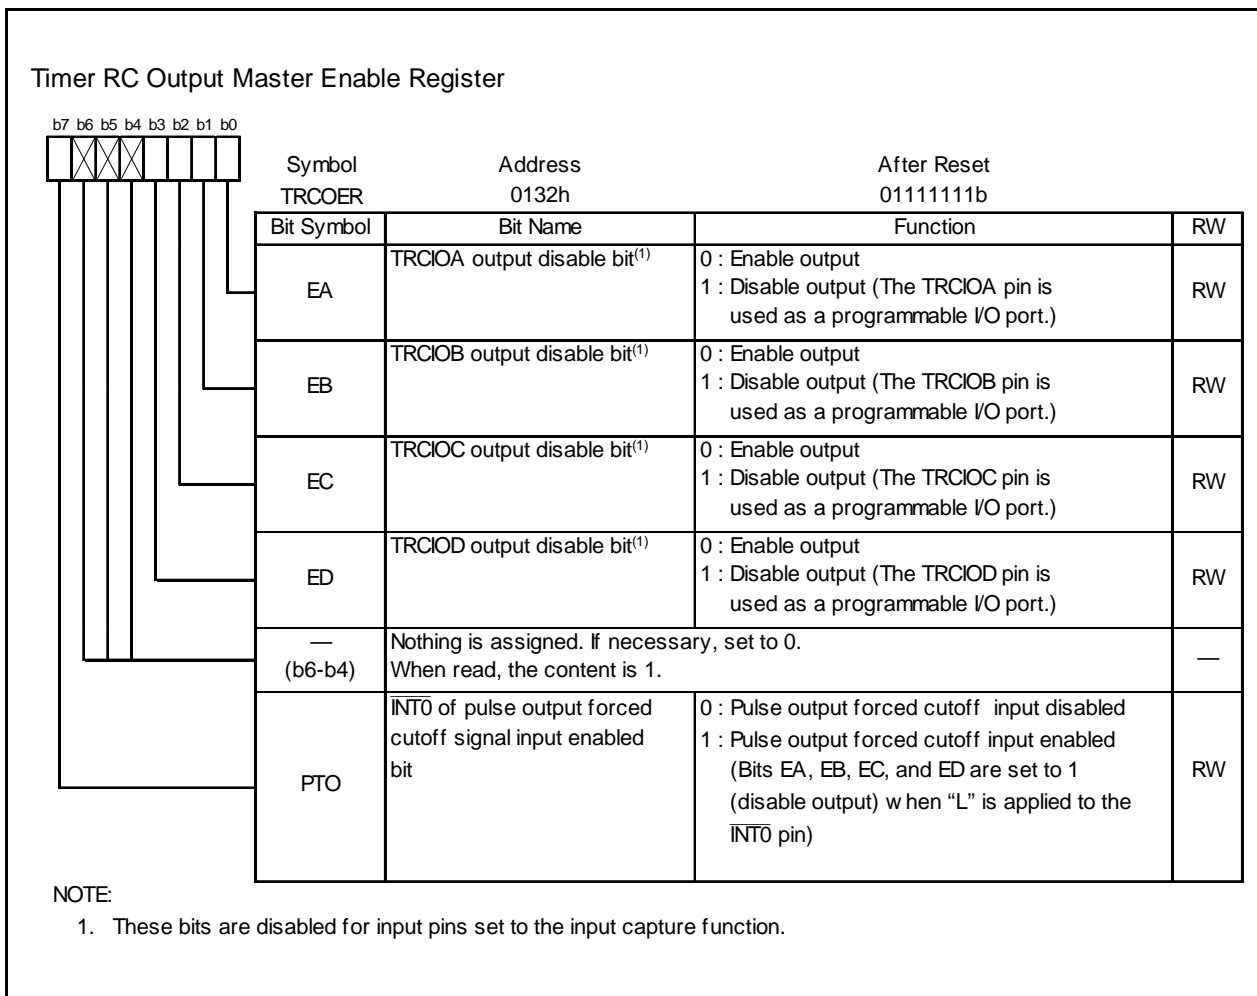 Timer RC Output Master Enable Register
b7 b6 b5 b4 b3 b2 b1 b0
Symbol Address After Reset
TRCOER 0132h 01111111b
Bit Symbol Bit Name Function RW
EA TRCIOA output disable bit(1) 0 : Enable output
1 : Disable output (The TRCIOA pin is
used as a programmable I/O port.) RW
EB TRCIOB output disable bit(1) 0 : Enable output
1 : Disable output (The TRCIOB pin is
used as a programmable I/O port.) RW
EC TRCIOC output disable bit(1) 0 : Enable output
1 : Disable output (The TRCIOC pin is
used as a programmable I/O port.) RW
ED TRCIOD output disable bit(1) 0 : Enable output
1 : Disable output (The TRCIOD pin is
used as a programmable I/O port.) RW
— Nothing is assigned. If necessary, set to 0.
(b6-b4) When read, the content is 1. —
PTO INT0 of pulse output forced
cutoff signal input enabled
bit
0 : Pulse output forced cutoff input disabled
1 : Pulse output forced cutoff input enabled
(Bits EA, EB, EC, and ED are set to 1
(disable output) when “L” is applied to the
INT0 pin) RW
NOTE:
1. These bits are disabled for input pins set to the input capture function.